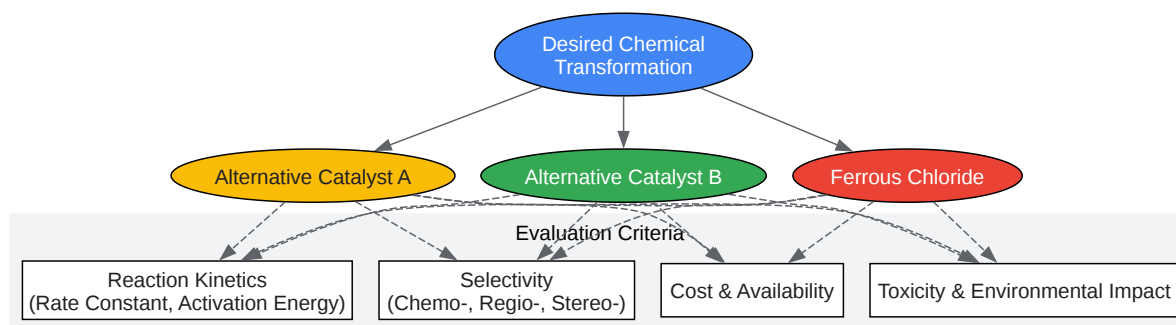 Desired Chemical
Transformation
Alternative Catalyst A
Alternative Catalyst B
Ferrous Chloride
Evaluation Criteria
Reaction Kinetics
(Rate Constant, Activation Energy)
Selectivity
(Chemo-, Regio-, Stereo-)
Cost & Availability
Toxicity & Environmental Impact